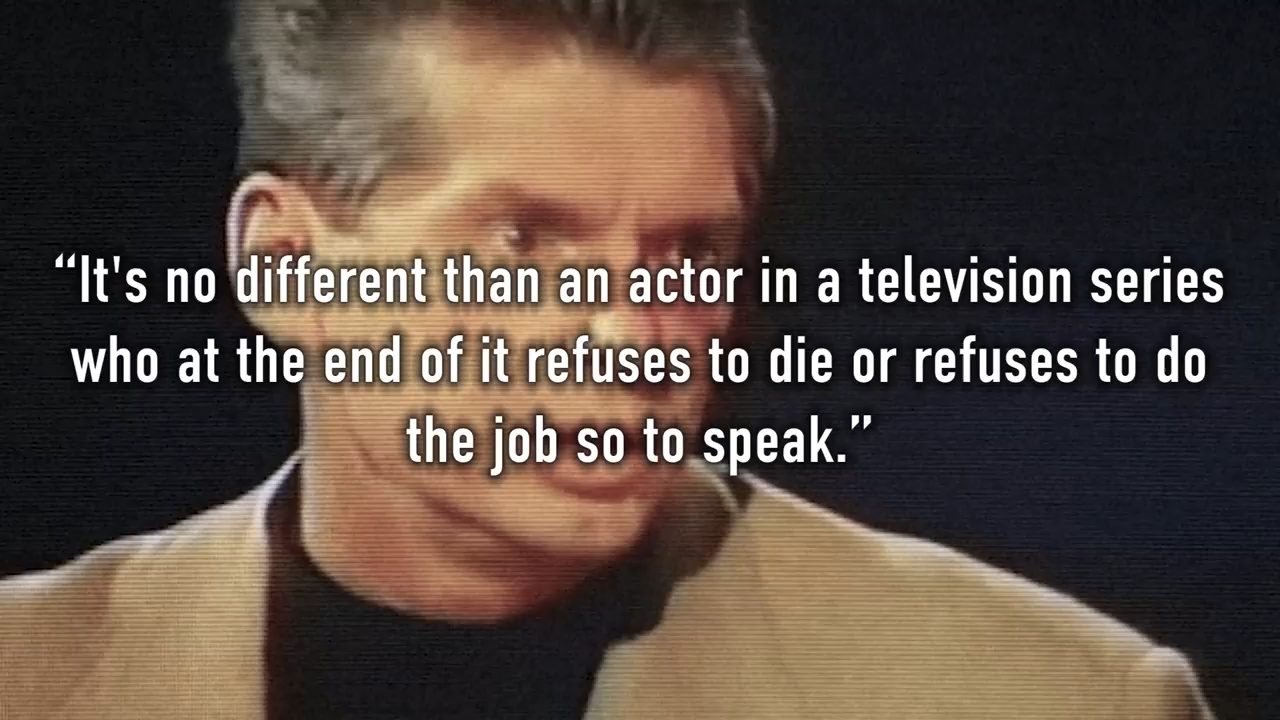 “It's no different than an actor in a television series
who at the end of it refuses to die or refuses to do
the job so to speak.”